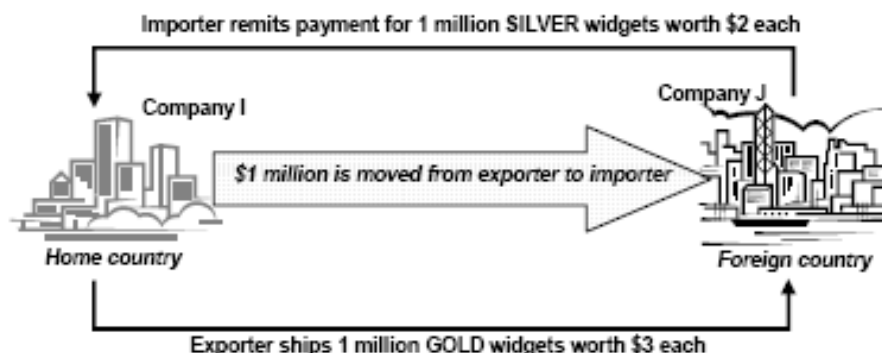 Importer remits payment for 1 million SILVER widgets worth $2 each
Company I
Company J
$1 million is moved from exporter to importer
Home country
Foreign country
Exporter ships 1 million GOLD widgets worth $3 each